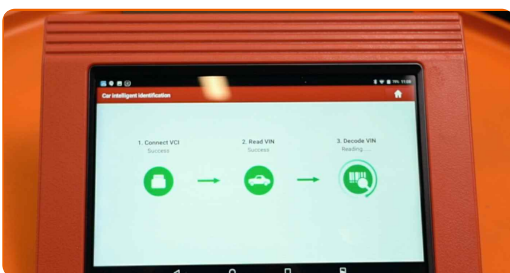 Car intelligent identification
1. Connect VCI
Success
2. Read VIN
Success
3. Decode VIN
Reading....